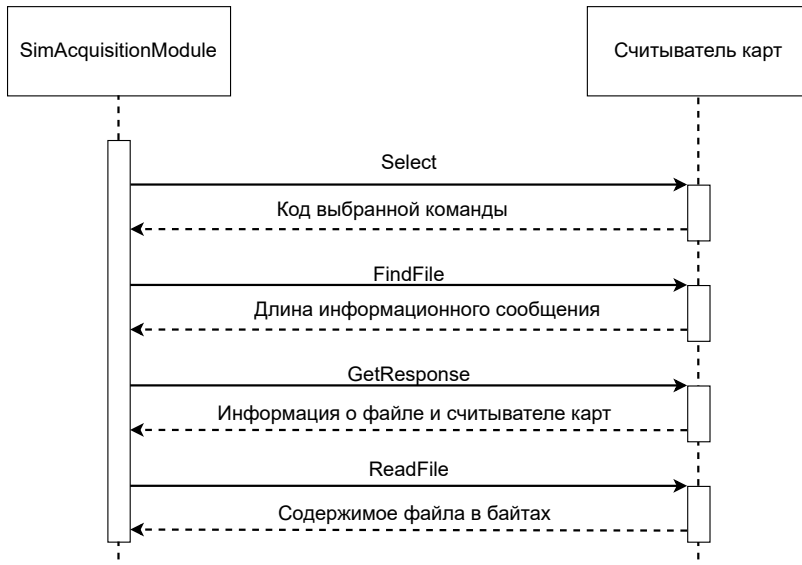 SimAcquisitionModule
Считыватель карт
Select
Код выбранной команды
FindFile
Длина информационного сообщения
GetResponse
Информация о файле и считывателе карт
ReadFile
Содержимое файла в байтах